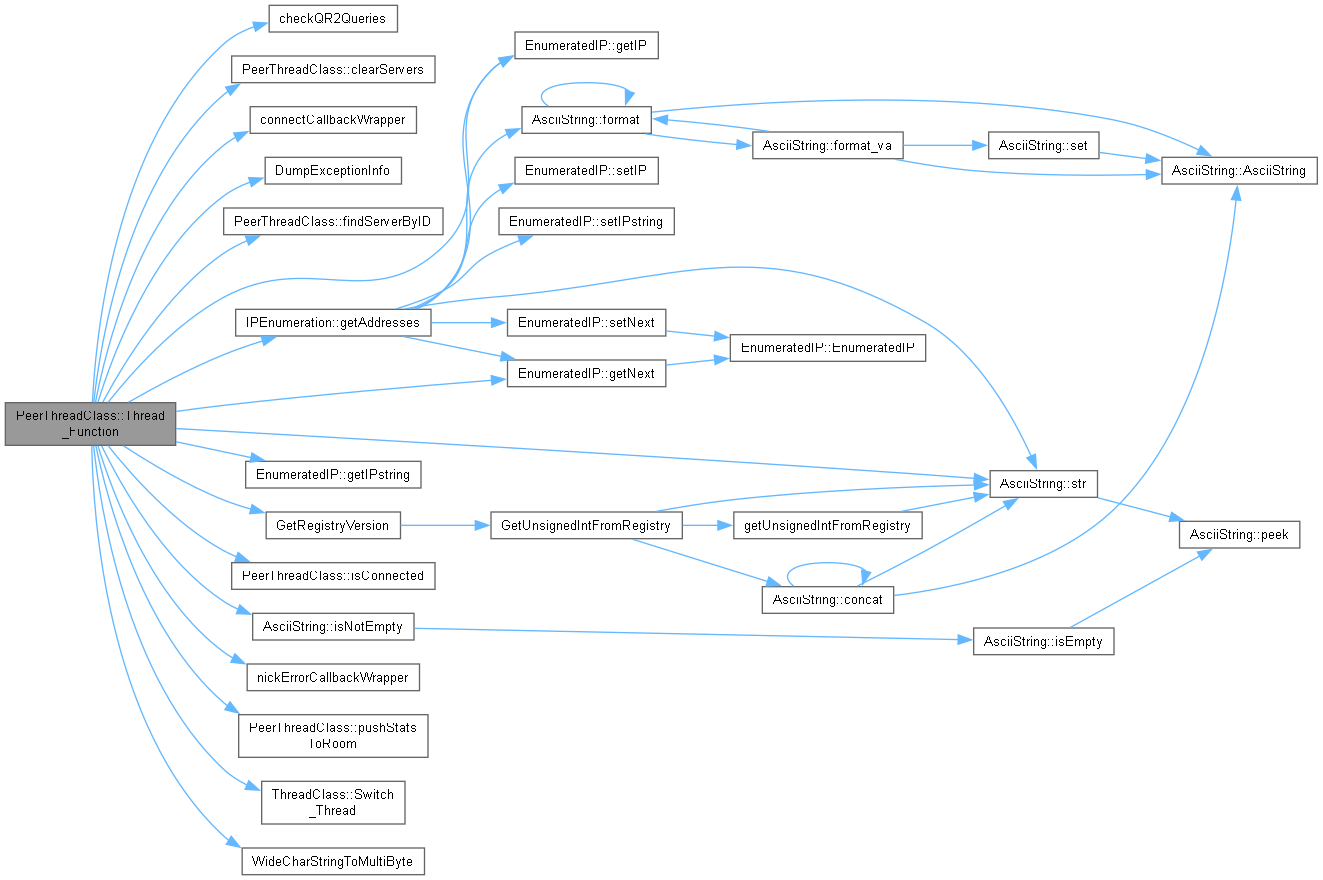 checkQR2Queries
PeerThreadClass::clearServers
connectCallbackWrapper
DumpExceptionInfo
PeerThreadClass::findServerByID
IPEnumeration::getAddresses
PeerThreadClass::Thread
_Function
EnumeratedIP::getIPstring
GetRegistryVersion
PeerThreadClass::isConnected
AsciiString::isNotEmpty
nickErrorCallbackWrapper
PeerThreadClass::pushStats
ToRoom
ThreadClass::Switch
_Thread
WideCharStringToMultiByte
EnumeratedIP::getIP
AsciiString::format
EnumeratedIP::setIP
EnumeratedIP::setIPstring
EnumeratedIP::setNext
EnumeratedIP::getNext
GetUnsignedIntFromRegistry
AsciiString::format_va
EnumeratedIP::EnumeratedIP
getUnsignedIntFromRegistry
AsciiString::concat
AsciiString::set
AsciiString::str
AsciiString::isEmpty
AsciiString::AsciiString
AsciiString::peek